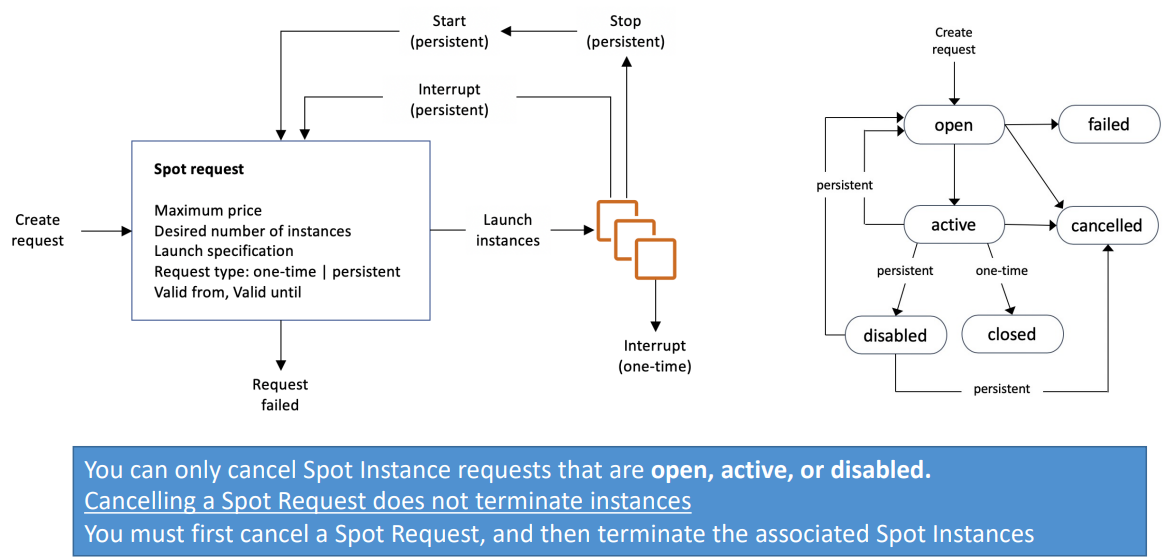 Start
(persistent)
Stop
(persistent)
Interrupt
(persistent)
Create
request
Spot request
Maximum price
Desired number of instances
Launch specification
Request type: one-time | persistent
Valid from, Valid until
Launch
instances
Interrupt
(one-time)
Request
failed
Create
request
open
failed
persistent
active
cancelled
persistent
one-time
disabled
closed
persistent
You can only cancel Spot Instance requests that are open, active, or disabled.
Cancelling a Spot Request does not terminate instances
You must first cancel a Spot Request, and then terminate the associated Spot Instances